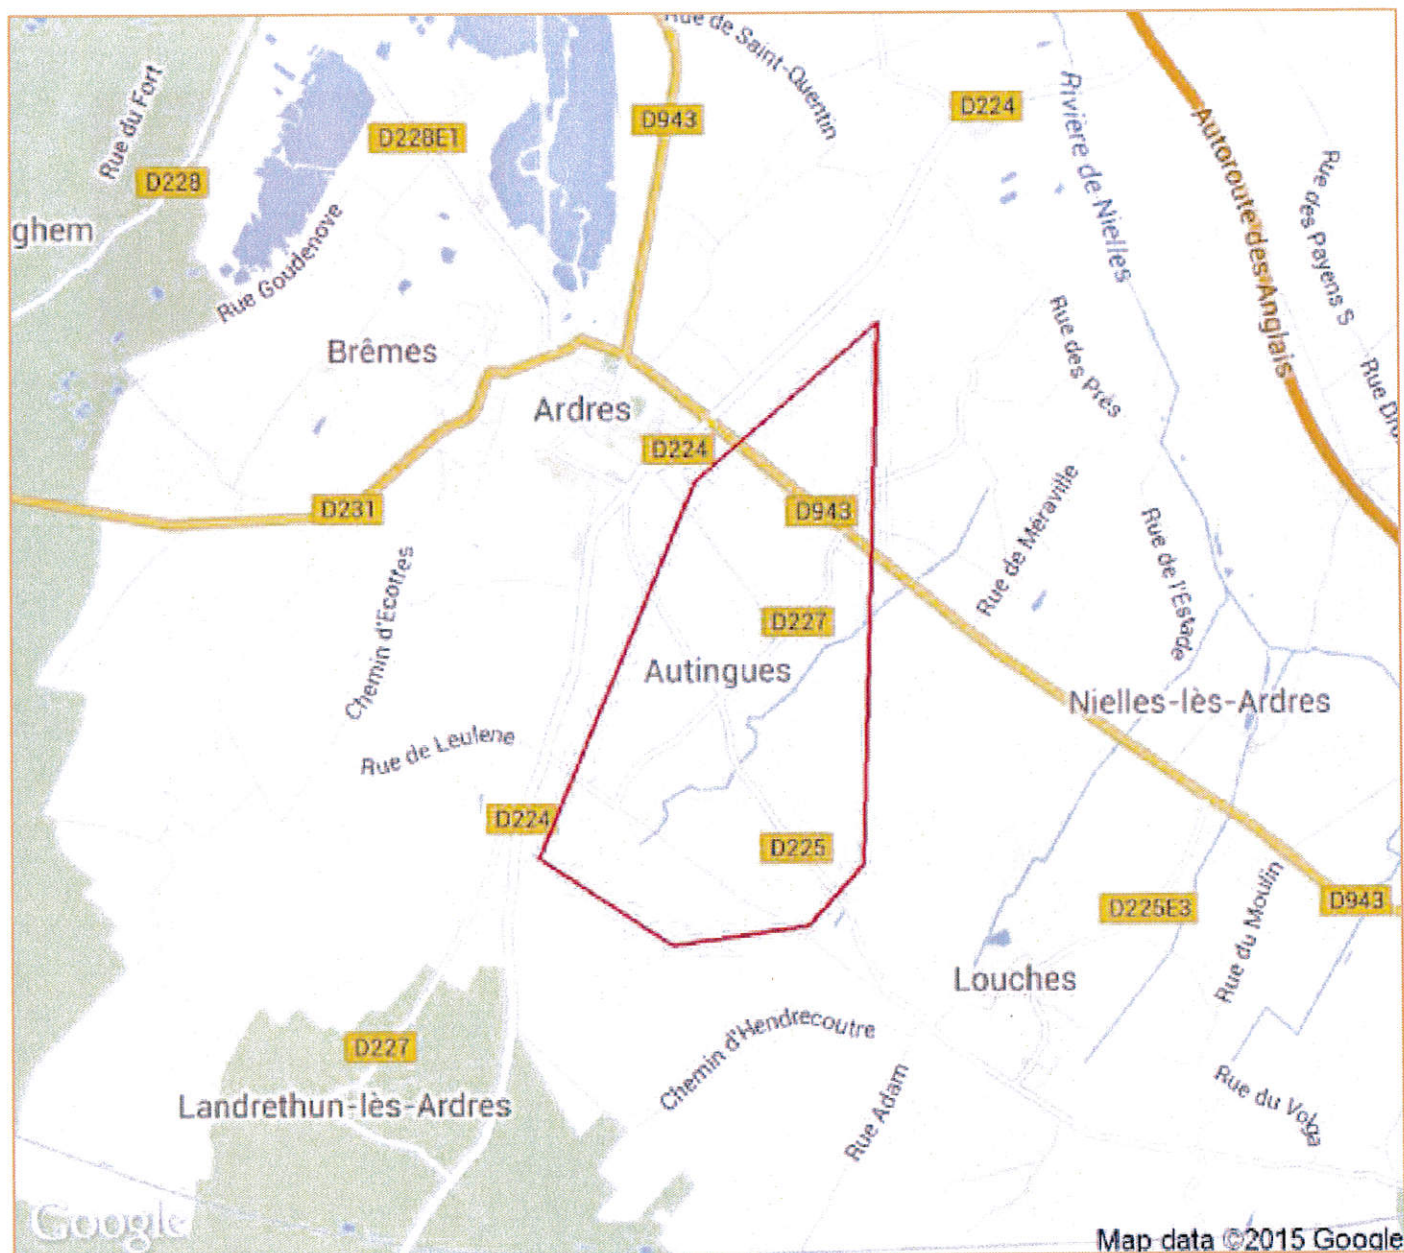 Rue de Saint-Quentin
Rue du Fort
D228E1
D943
D224
Rivière de Nielles
Autoroute des Anglais
Rue des Payens S
D228
ghem
Rue Goudenove
Brêmes
Rue des Prés
Ardres
D224
D231
D943
Rue de Meraville
Rue de l'Estade
Chemin d'Ecottes
D227
Autingues
Nielles-lès-Ardres
Rue de Leulene
D224
D225
D225E3
Rue du Moulin
D943
Louches
Chemin d'Hendrecoutre
D227
Landrethun-lès-Ardres
Rue Adam
Rue du Volga
Google
Map data ©2015 Google